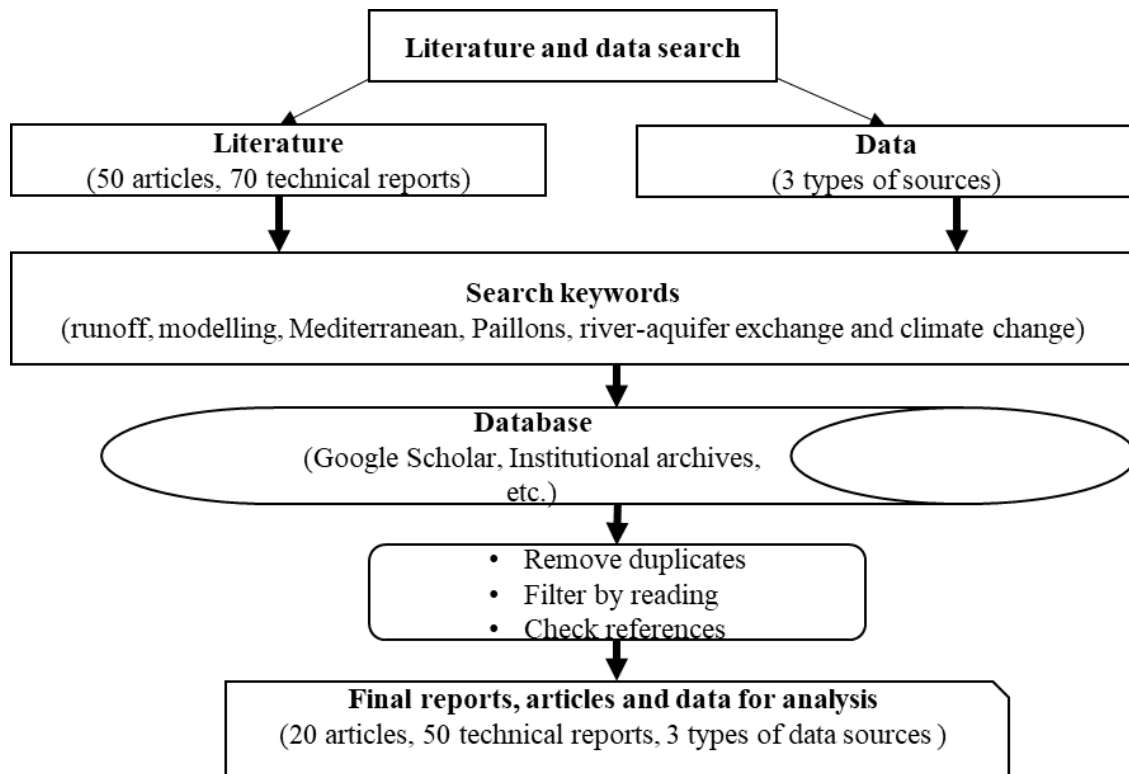 Literature and data search
Literature
(50 articles, 70 technical reports)
Data
(3 types of sources)
Search keywords
(runoff, modelling, Mediterranean, Paillons, river-aquifer exchange and climate change)
Database
(Google Scholar, Institutional archives,
etc.)
• Remove duplicates
• Filter by reading
• Check references
Final reports, articles and data for analysis
(20 articles, 50 technical reports, 3 types of data sources )